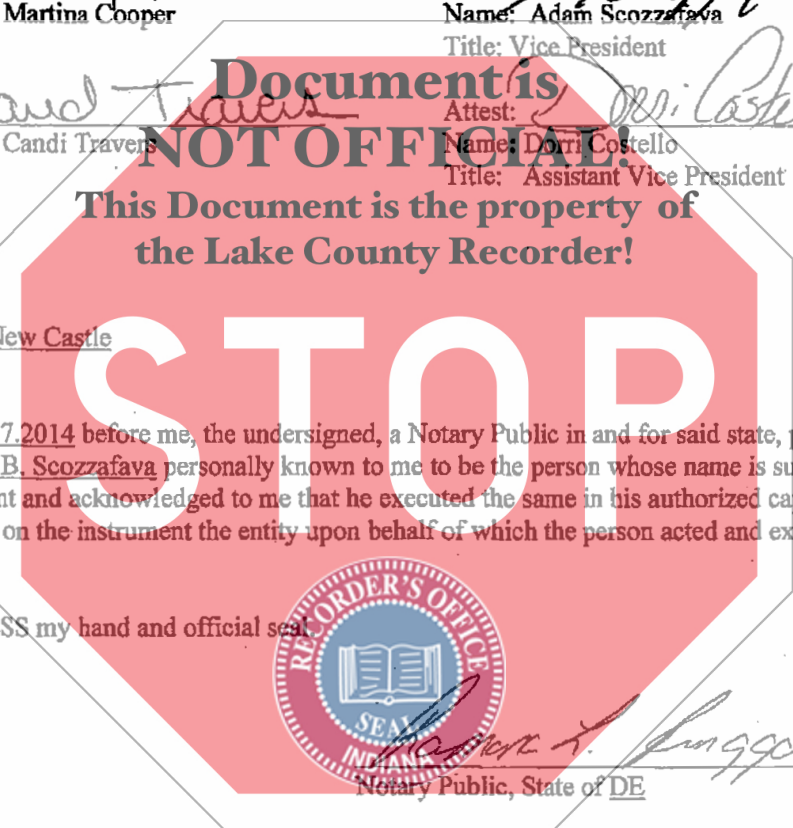 Martina Cooper
Name: Adam Scozzafava
Title: Vice President
Document is
Attest: Dorri Costello
Candi Travers
NOT OFFICIAL!
Name: Dorri Costello
Title: Assistant Vice President
This Document is the property of
the Lake County Recorder!
New Castle
STOP
7.2014 before me, the undersigned, a Notary Public in and for said state,
B. Scozzafava personally known to me to be the person whose name is su
nt and acknowledged to me that he executed the same in his authorized ca
on the instrument the entity upon behalf of which the person acted and ex
SS my hand and official seal.
RECORDER'S OFFICE
SEAL
INDIANA
Notary Public, State of DE